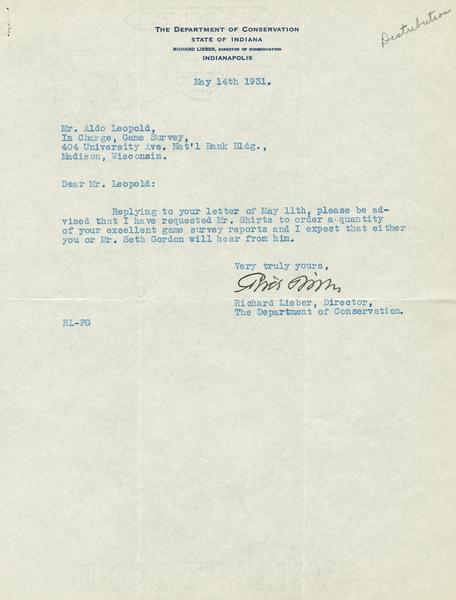 Distribution
THE DEPARTMENT OF CONSERVATION
STATE OF INDIANA
RICHARD LIEBER, DIRECTOR OF CONSERVATION
INDIANAPOLIS
May 14th 1931.
Mr. Aldo Leopold,
In Charge, Game Survey,
404 University Ave. Nat'l Bank Bldg.,
Madison, Wisconsin.
Dear Mr. Leopold:
Replying to your letter of May 11th, please be ad-
vised that I have requested Mr. Shirts to order a quantity
of your excellent game survey reports and I expect that either
you or Mr. Seth Gordon will hear from him.
Very truly yours,
Richard Lieber, Director,
The Department of Conservation.
RL-FG